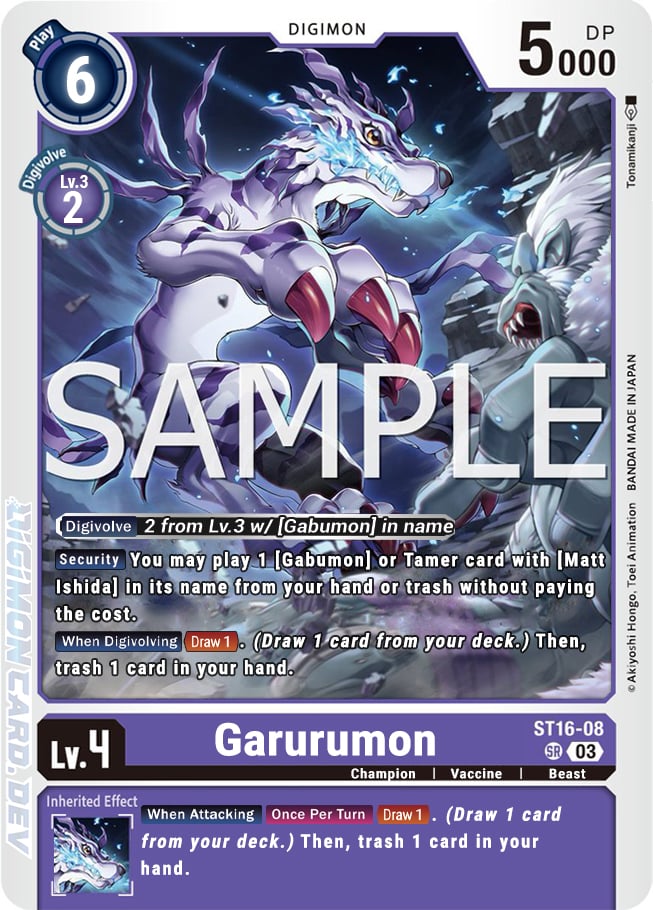 DIGIMON
Play
6
5000
DP
Digivolve
Lv.3
2
Tonamikanji
SAMPLE
Digivolve 2 from Lv.3 w/ [Gabumon] in name
Security You may play 1 [Gabumon] or Tamer card with [Matt
Ishida] in its name from your hand or trash without paying
the cost.
When Digivolving Draw 1. (Draw 1 card from your deck.) Then,
trash 1 card in your hand.
© Akiyoshi Hongo, Toei Animation BANDAI MADE IN JAPAN
DIGIMONCARD.DEV
Lv.4
Garurumon
ST16-08
SR 03
Champion | Vaccine | Beast
Inherited Effect
When Attacking Once Per Turn Draw 1. (Draw 1 card
from your deck.) Then, trash 1 card in your
hand.